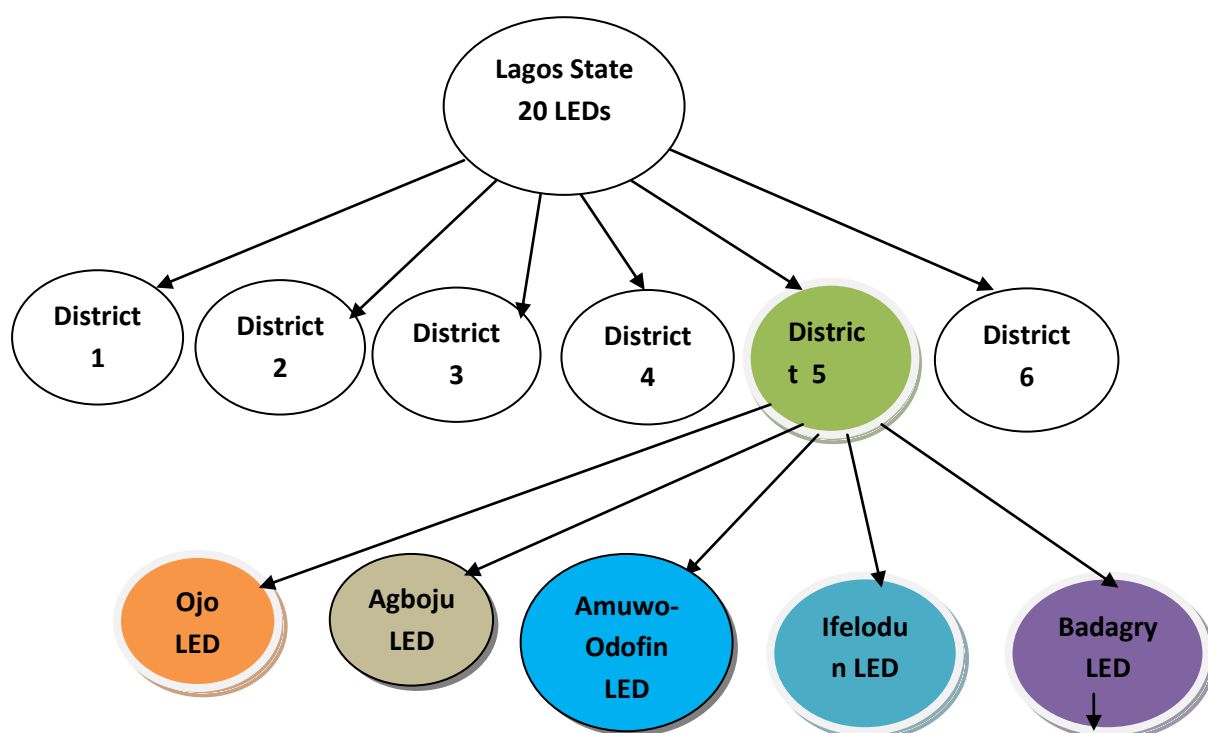 Lagos State
20 LEDs
District
1
District
2
District
3
District
4
Distric
t 5
District
6
Ojo
LED
Agboju
LED
Amuwo-
Odofin
LED
Ifelodu
n LED
Badagry
LED